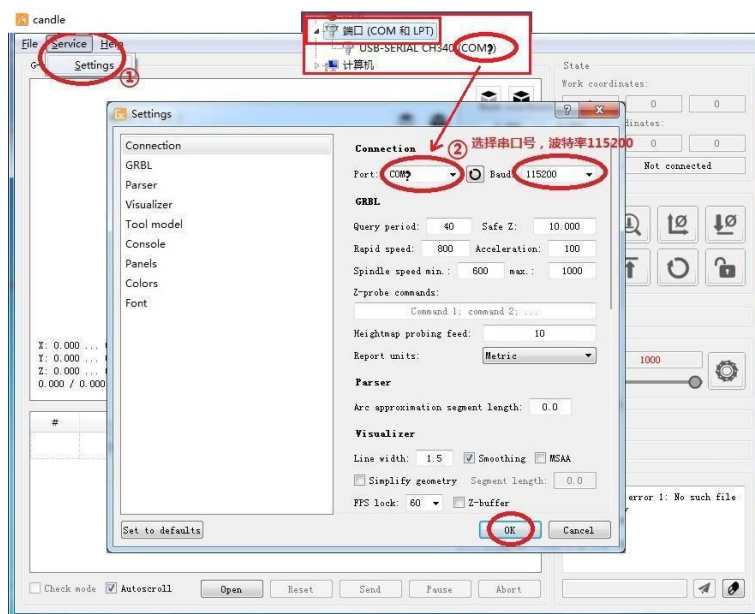 candle
File Service Help
Settings
①
端口 (COM 和 LPT)
USB-SERIAL CH340 (COM?)
计算机
Settings
Connection
GRBL
Parser
Visualizer
Tool model
Console
Panels
Colors
Font
Connection
② 选择串口号，波特率115200
Port: COM? Baud: 115200
GRBL
Query period: 40 Safe Z: 10.000
Rapid speed: 800 Acceleration: 100
Spindle speed min.: 600 max.: 1000
Z-probe commands:
Command 1; command 2; ...
Heightmap probing feed: 10
Report units: Metric
Parser
Arc approximation segment length: 0.0
Visualizer
Line width: 1.5 Smoothing MSAA
Simplify geometry Segment length: 0.0
FPS lock: 60 Z-buffer
Set to defaults OK Cancel
State
Work coordinates:
0 0
dinates:
0 0
Not connected
1000
X: 0.000 ...
Y: 0.000 ...
Z: 0.000 ...
0.000 / 0.000
#
error 1: No such file
Check mode Autoscroll Open Reset Send Pause Abort